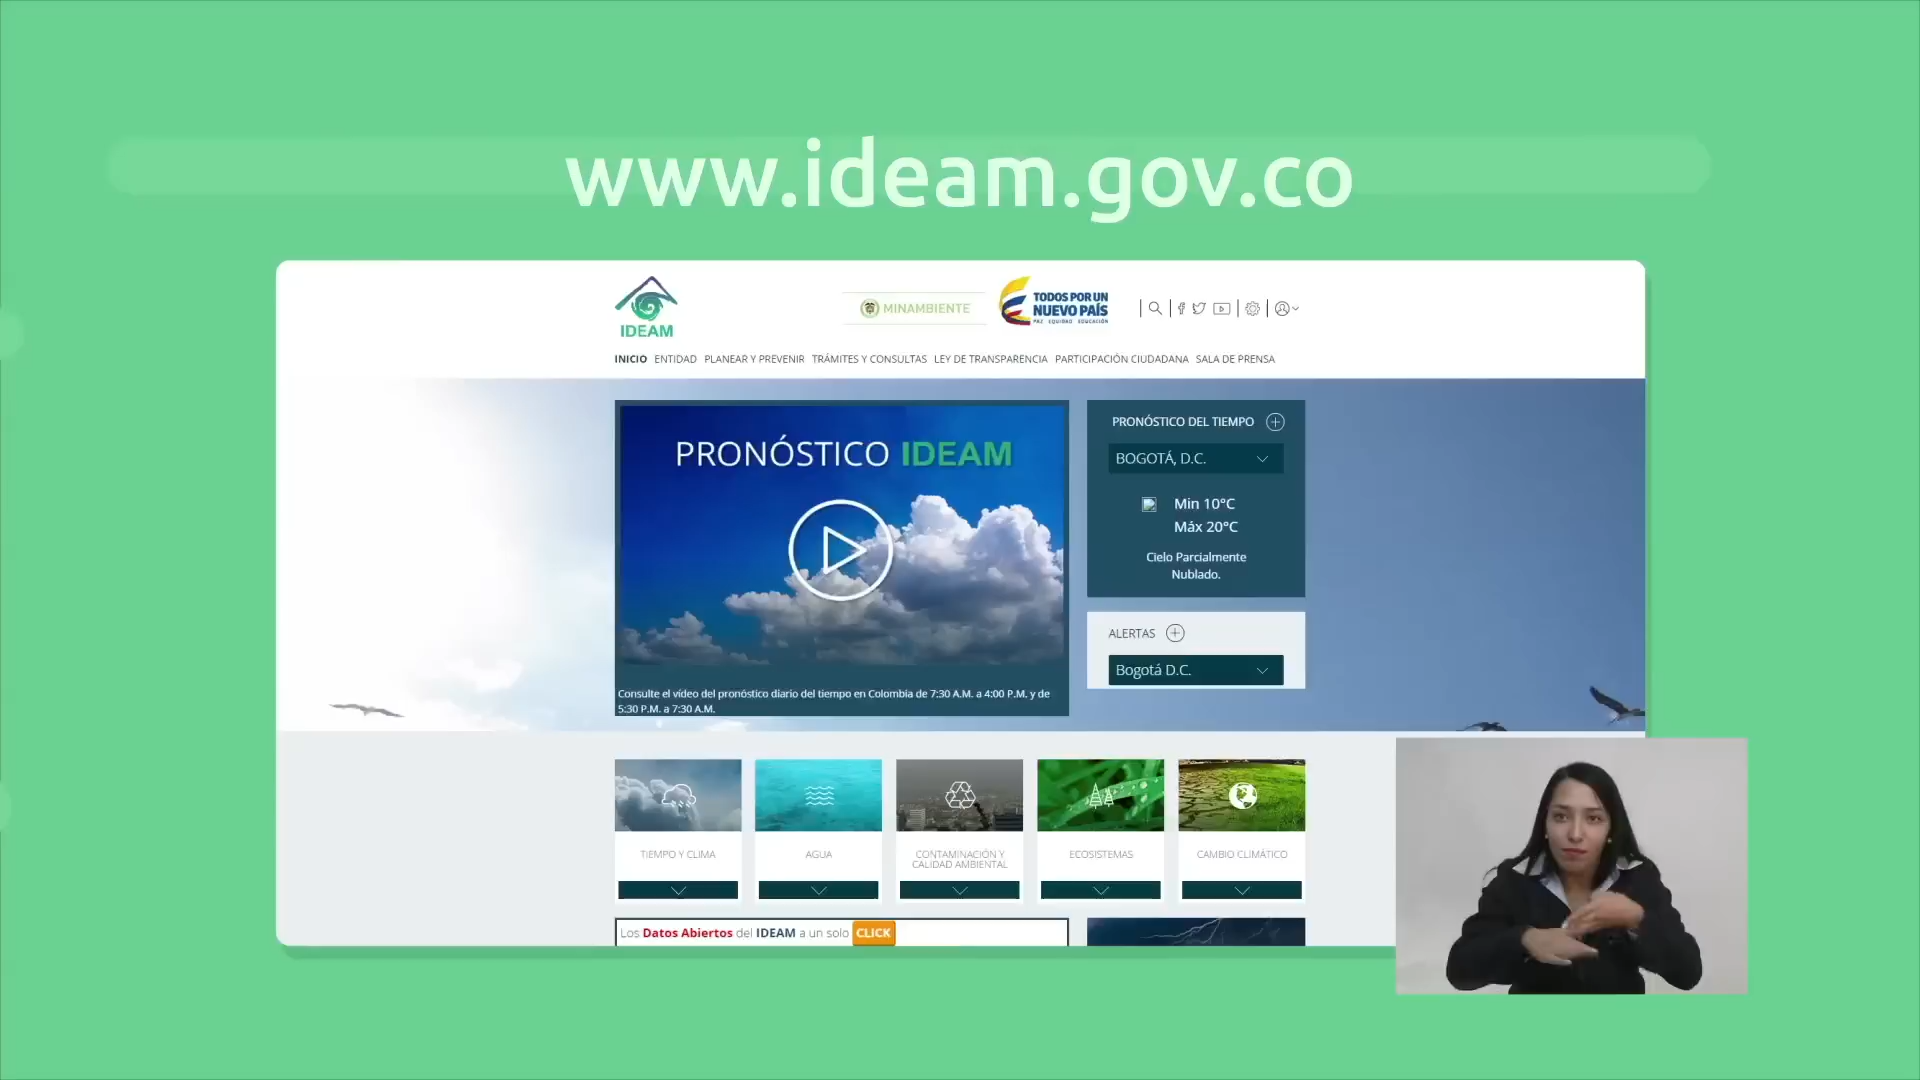 www.ideam.gov.co
IDEAM
MINAMBIENTE
TODOS POR UN
NUEVO PAÍS
PAZ EQUIDAD EDUCACIÓN
INICIO ENTIDAD PLANEAR Y PREVENIR TRÁMITES Y CONSULTAS LEY DE TRANSPARENCIA PARTICIPACIÓN CIUDADANA SALA DE PRENSA
PRONÓSTICO IDEAM
Consulte el vídeo del pronóstico diario del tiempo en Colombia de 7:30 A.M. a 4:00 P.M. y de
5:30 P.M. a 7:30 A.M.
PRONÓSTICO DEL TIEMPO
BOGOTÁ, D.C.
Min 10°C
Máx 20°C
Cielo Parcialmente
Nublado.
ALERTAS
Bogotá D.C.
TIEMPO Y CLIMA
AGUA
CONTAMINACIÓN Y
CALIDAD AMBIENTAL
ECOSISTEMAS
CAMBIO CLIMÁTICO
Los Datos Abiertos del IDEAM a un solo CLICK